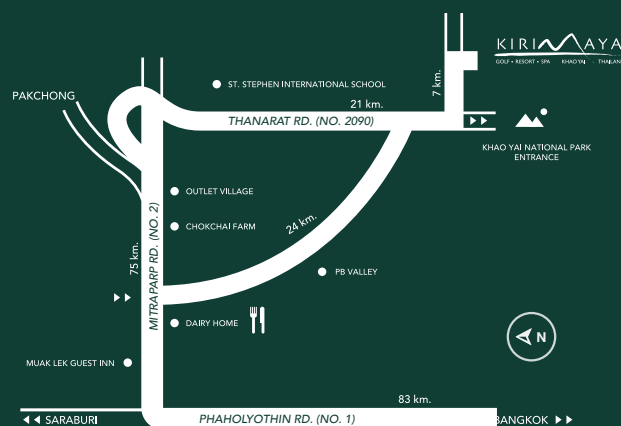 KIRIMAYA
GOLF • RESORT • SPA KHAO YAI · THAILAND
ST. STEPHEN INTERNATIONAL SCHOOL
7 km.
PAKCHONG
21 km.
THANARAT RD. (NO. 2090)
KHAO YAI NATIONAL PARK
ENTRANCE
OUTLET VILLAGE
CHOKCHAI FARM
24 km.
MITRAPARP RD. (NO. 2)
75 km.
PB VALLEY
DAIRY HOME
N
MUAK LEK GUEST INN
83 km.
SARABURI
PHAHOLYOTHIN RD. (NO. 1)
BANGKOK